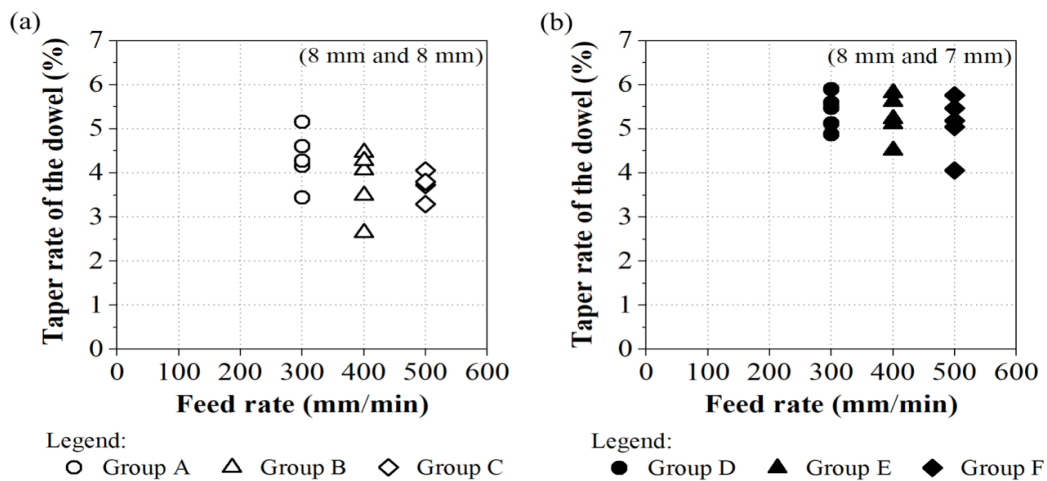 (a)
(8 mm and 8 mm)
Taper rate of the dowel (%)
7
6
5
4
3
2
1
0
0 100 200 300 400 500 600
Feed rate (mm/min)
Legend:
Group A Group B Group C
(b)
(8 mm and 7 mm)
Taper rate of the dowel (%)
7
6
5
4
3
2
1
0
0 100 200 300 400 500 600
Feed rate (mm/min)
Legend:
Group D Group E Group F